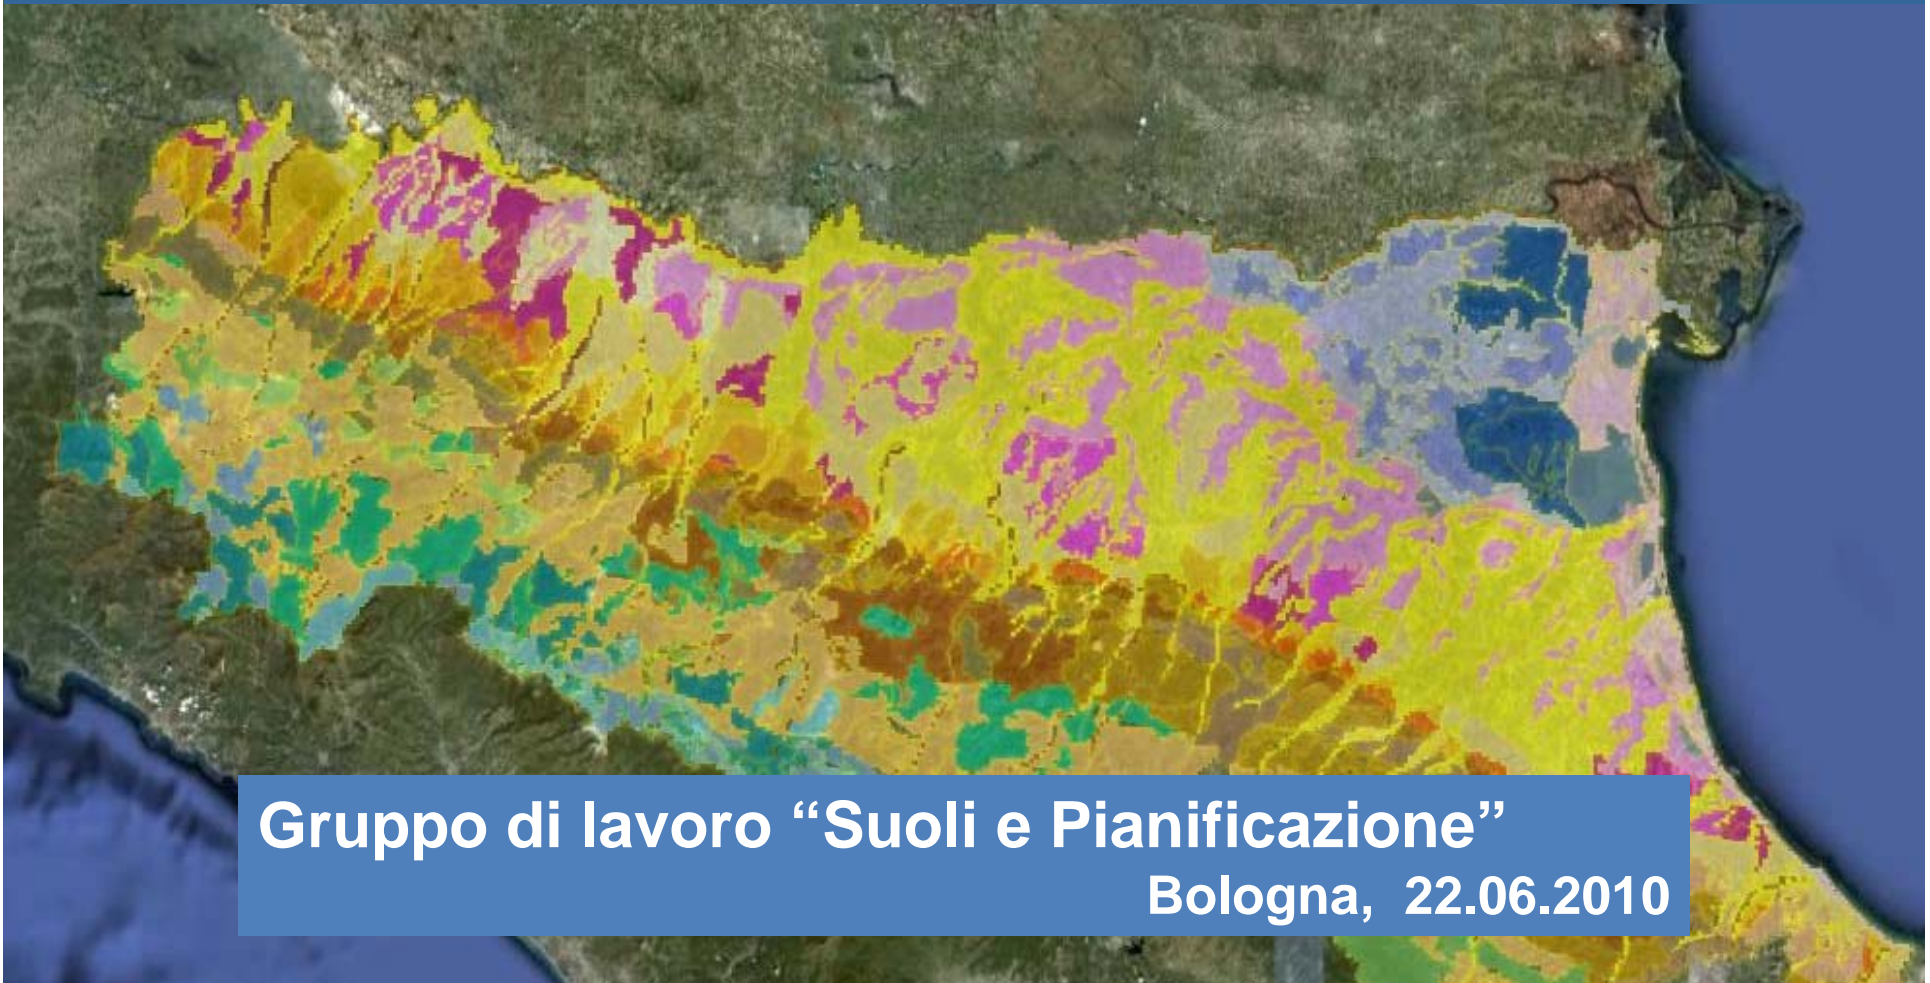 Gruppo di lavoro “Suoli e Pianificazione”
Bologna, 22.06.2010